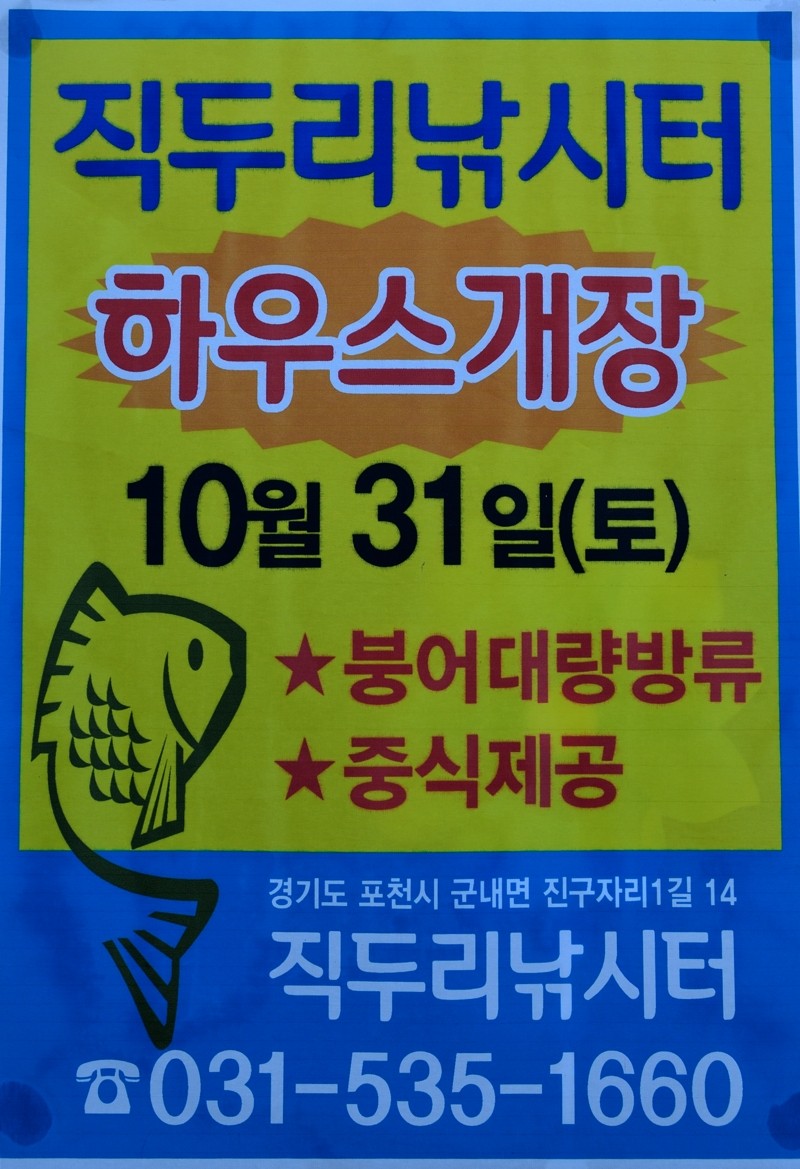 직두리낚시터
하우스개장
10월 31일(토)
★붕어대량방류
★중식제공
경기도 포천시 군내면 진구자리1길 14
직두리낚시터
☎031-535-1660